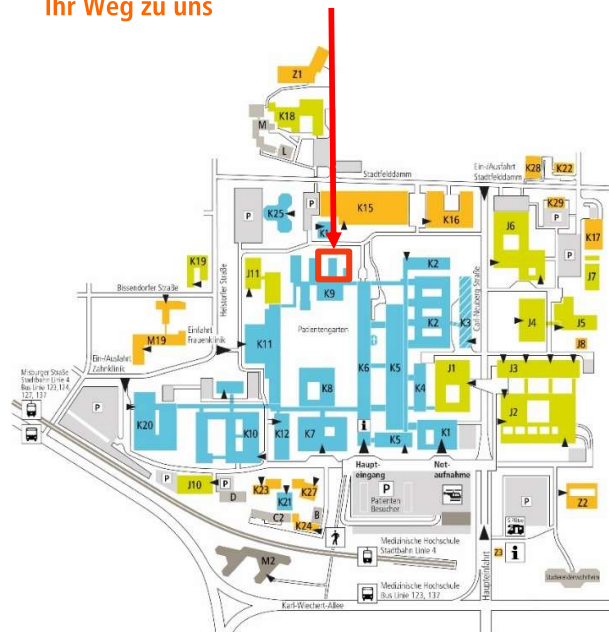 Ihr Weg zu uns
Z1
K18
M
L
Stadtfelddamm
Ein-/Ausfahrt
Stadtfelddamm
K28
K22
P
K25
P
K15
K16
P
K29
P
K17
J6
J7
K19
J11
K2
K9
Bissendorfer Straße
Heistorfer Straße
Carl-Neuberg-Straße
Patientengarten
K2
K3
J4
J5
J8
M19
Einfahrt
Frauenklinik
K11
K6
K5
Ein-/Ausfahrt
Zahnklinik
Misburger Straße
Stadtbahn Linie 4
Bus Linie 123, 124,
127, 137
K8
K4
J1
J3
J2
P
K20
K10
K12
K7
i
K5
K1
Haupt-
eingang
Not-
aufnahme
P
J10
P
D
K23
K27
K21
C2
B
K24
P
Patienten
Besucher
P
Z2
Z3
i
Medizinische Hochschule
Stadtbahn Linie 4
M2
Haupteinfahrt
Medizinische Hochschule
Bus Linie 123, 137
Karl-Wiechert-Allee